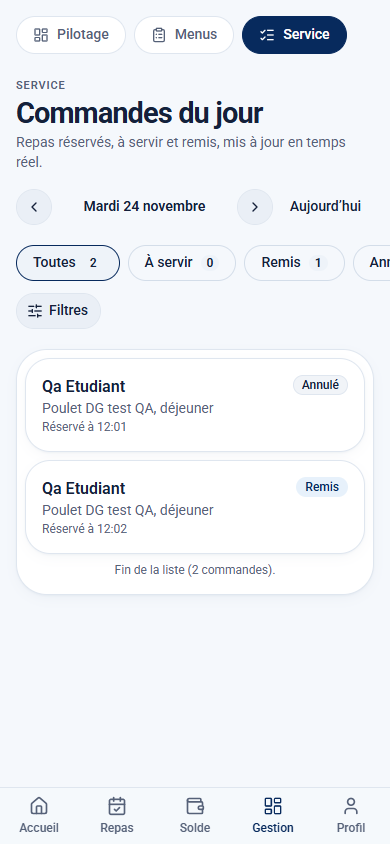 Pilotage Menus Service
SERVICE
Commandes du jour
Repas réservés, à servir et remis, mis à jour en temps
réel.
Mardi 24 novembre Aujourd'hui
Toutes 2 À servir 0 Remis 1 Ann
Filtres
Qa Etudiant Annulé
Poulet DG test QA, déjeuner
Réservé à 12:01
Qa Etudiant Remis
Poulet DG test QA, déjeuner
Réservé à 12:02
Fin de la liste (2 commandes).
Accueil Repas Solde Gestion Profil